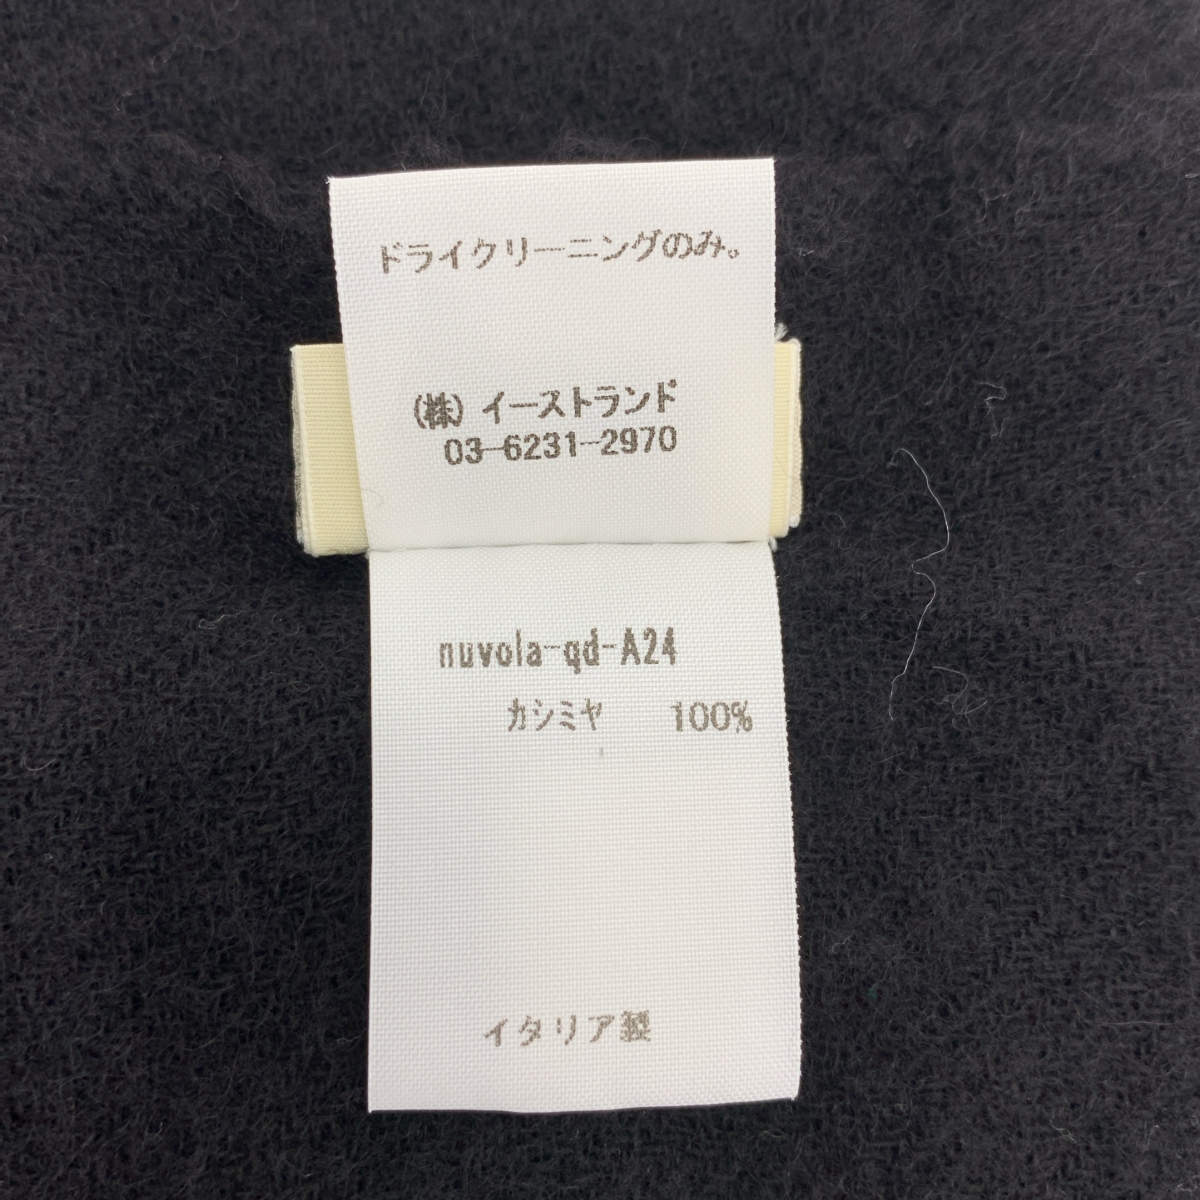 ドライクリーニングのみ。
(株)イーストランド
03-6231-2970
nuvola-qd-A24
カシミヤ 100%
イタリア製